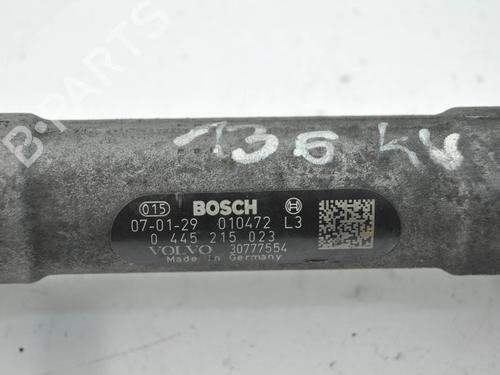 136 KW
015 BOSCH
07-01-29 010472 L3
0 445 215 023
VOLVO 30777554
Made in Germany
B-PARTS